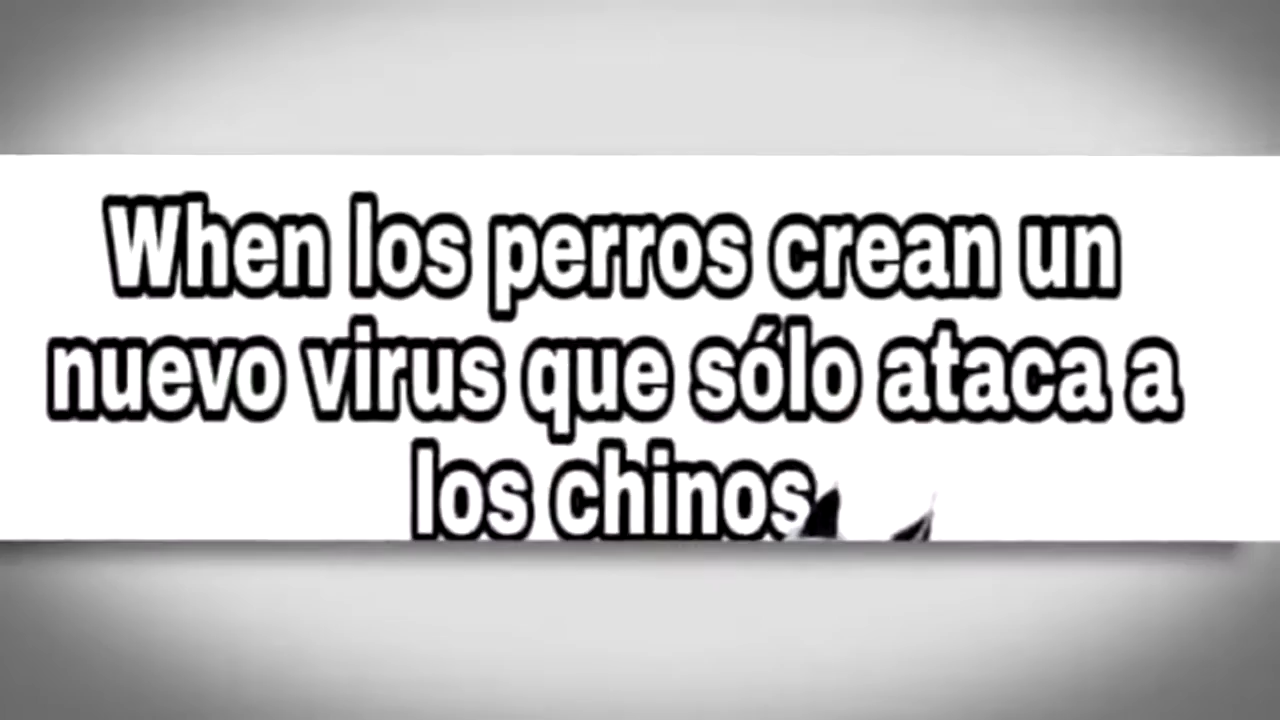 When los perros crean un
nuevo virus que sólo ataca a
los chinos